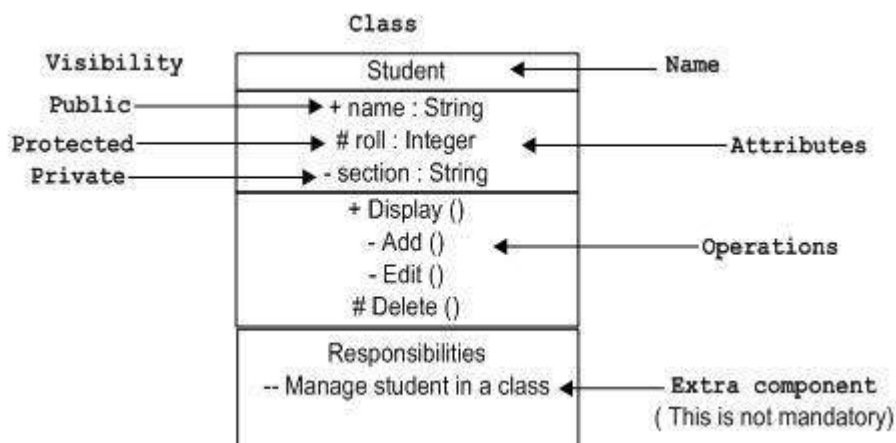 Class
Visibility
Student
Name
Public
+ name : String
Protected
# roll : Integer
Attributes
Private
- section : String
+ Display ()
- Add ()
Operations
- Edit ()
# Delete ()
Responsibilities
-- Manage student in a class
Extra component
( This is not mandatory)